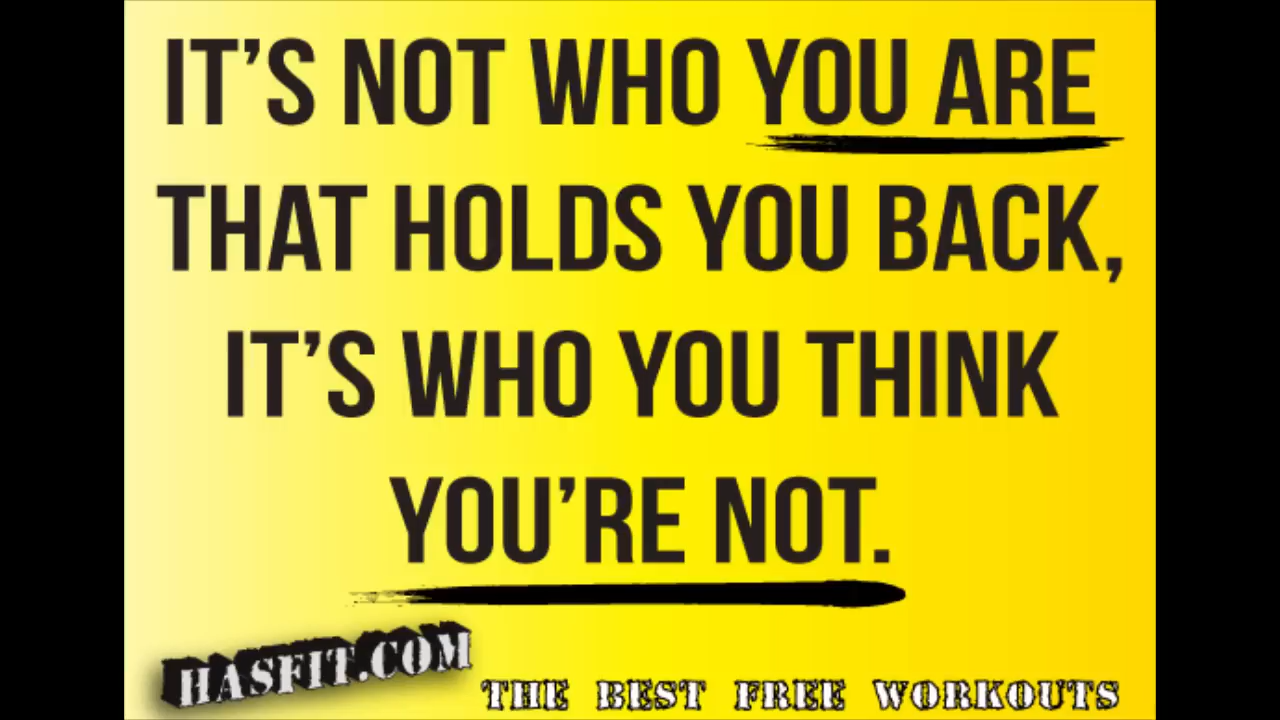 IT'S NOT WHO YOU ARE
THAT HOLDS YOU BACK,
IT'S WHO YOU THINK
YOU'RE NOT.
HASFIT.COM
THE BEST FREE WORKOUTS